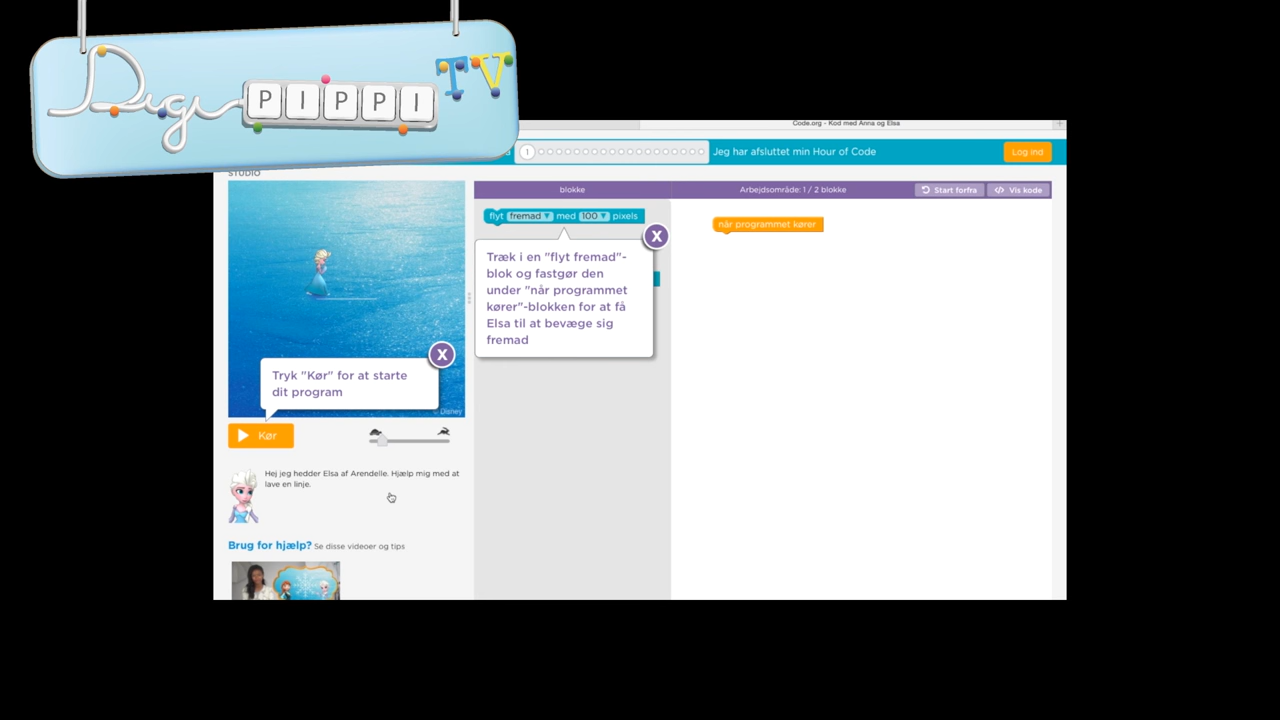 Digi PIPPI TV
Code.org - Kod med Anna og Elsa
1
Jeg har afsluttet min Hour of Code
Log ind
STUDIO
blokke
Arbejdsområde: 1 / 2 blokke
Start forfra
</> Vis kode
flyt fremad med 100 pixels
når programmet kører
Træk i en "flyt fremad"-
blok og fastgør den
under "når programmet
kører"-blokken for at få
Elsa til at bevæge sig
fremad
X
X
Tryk "Kør" for at starte
dit program
© Disney
Kør
Hej jeg hedder Elsa af Arendelle. Hjælp mig med at
lave en linje.
Brug for hjælp? Se disse videoer og tips